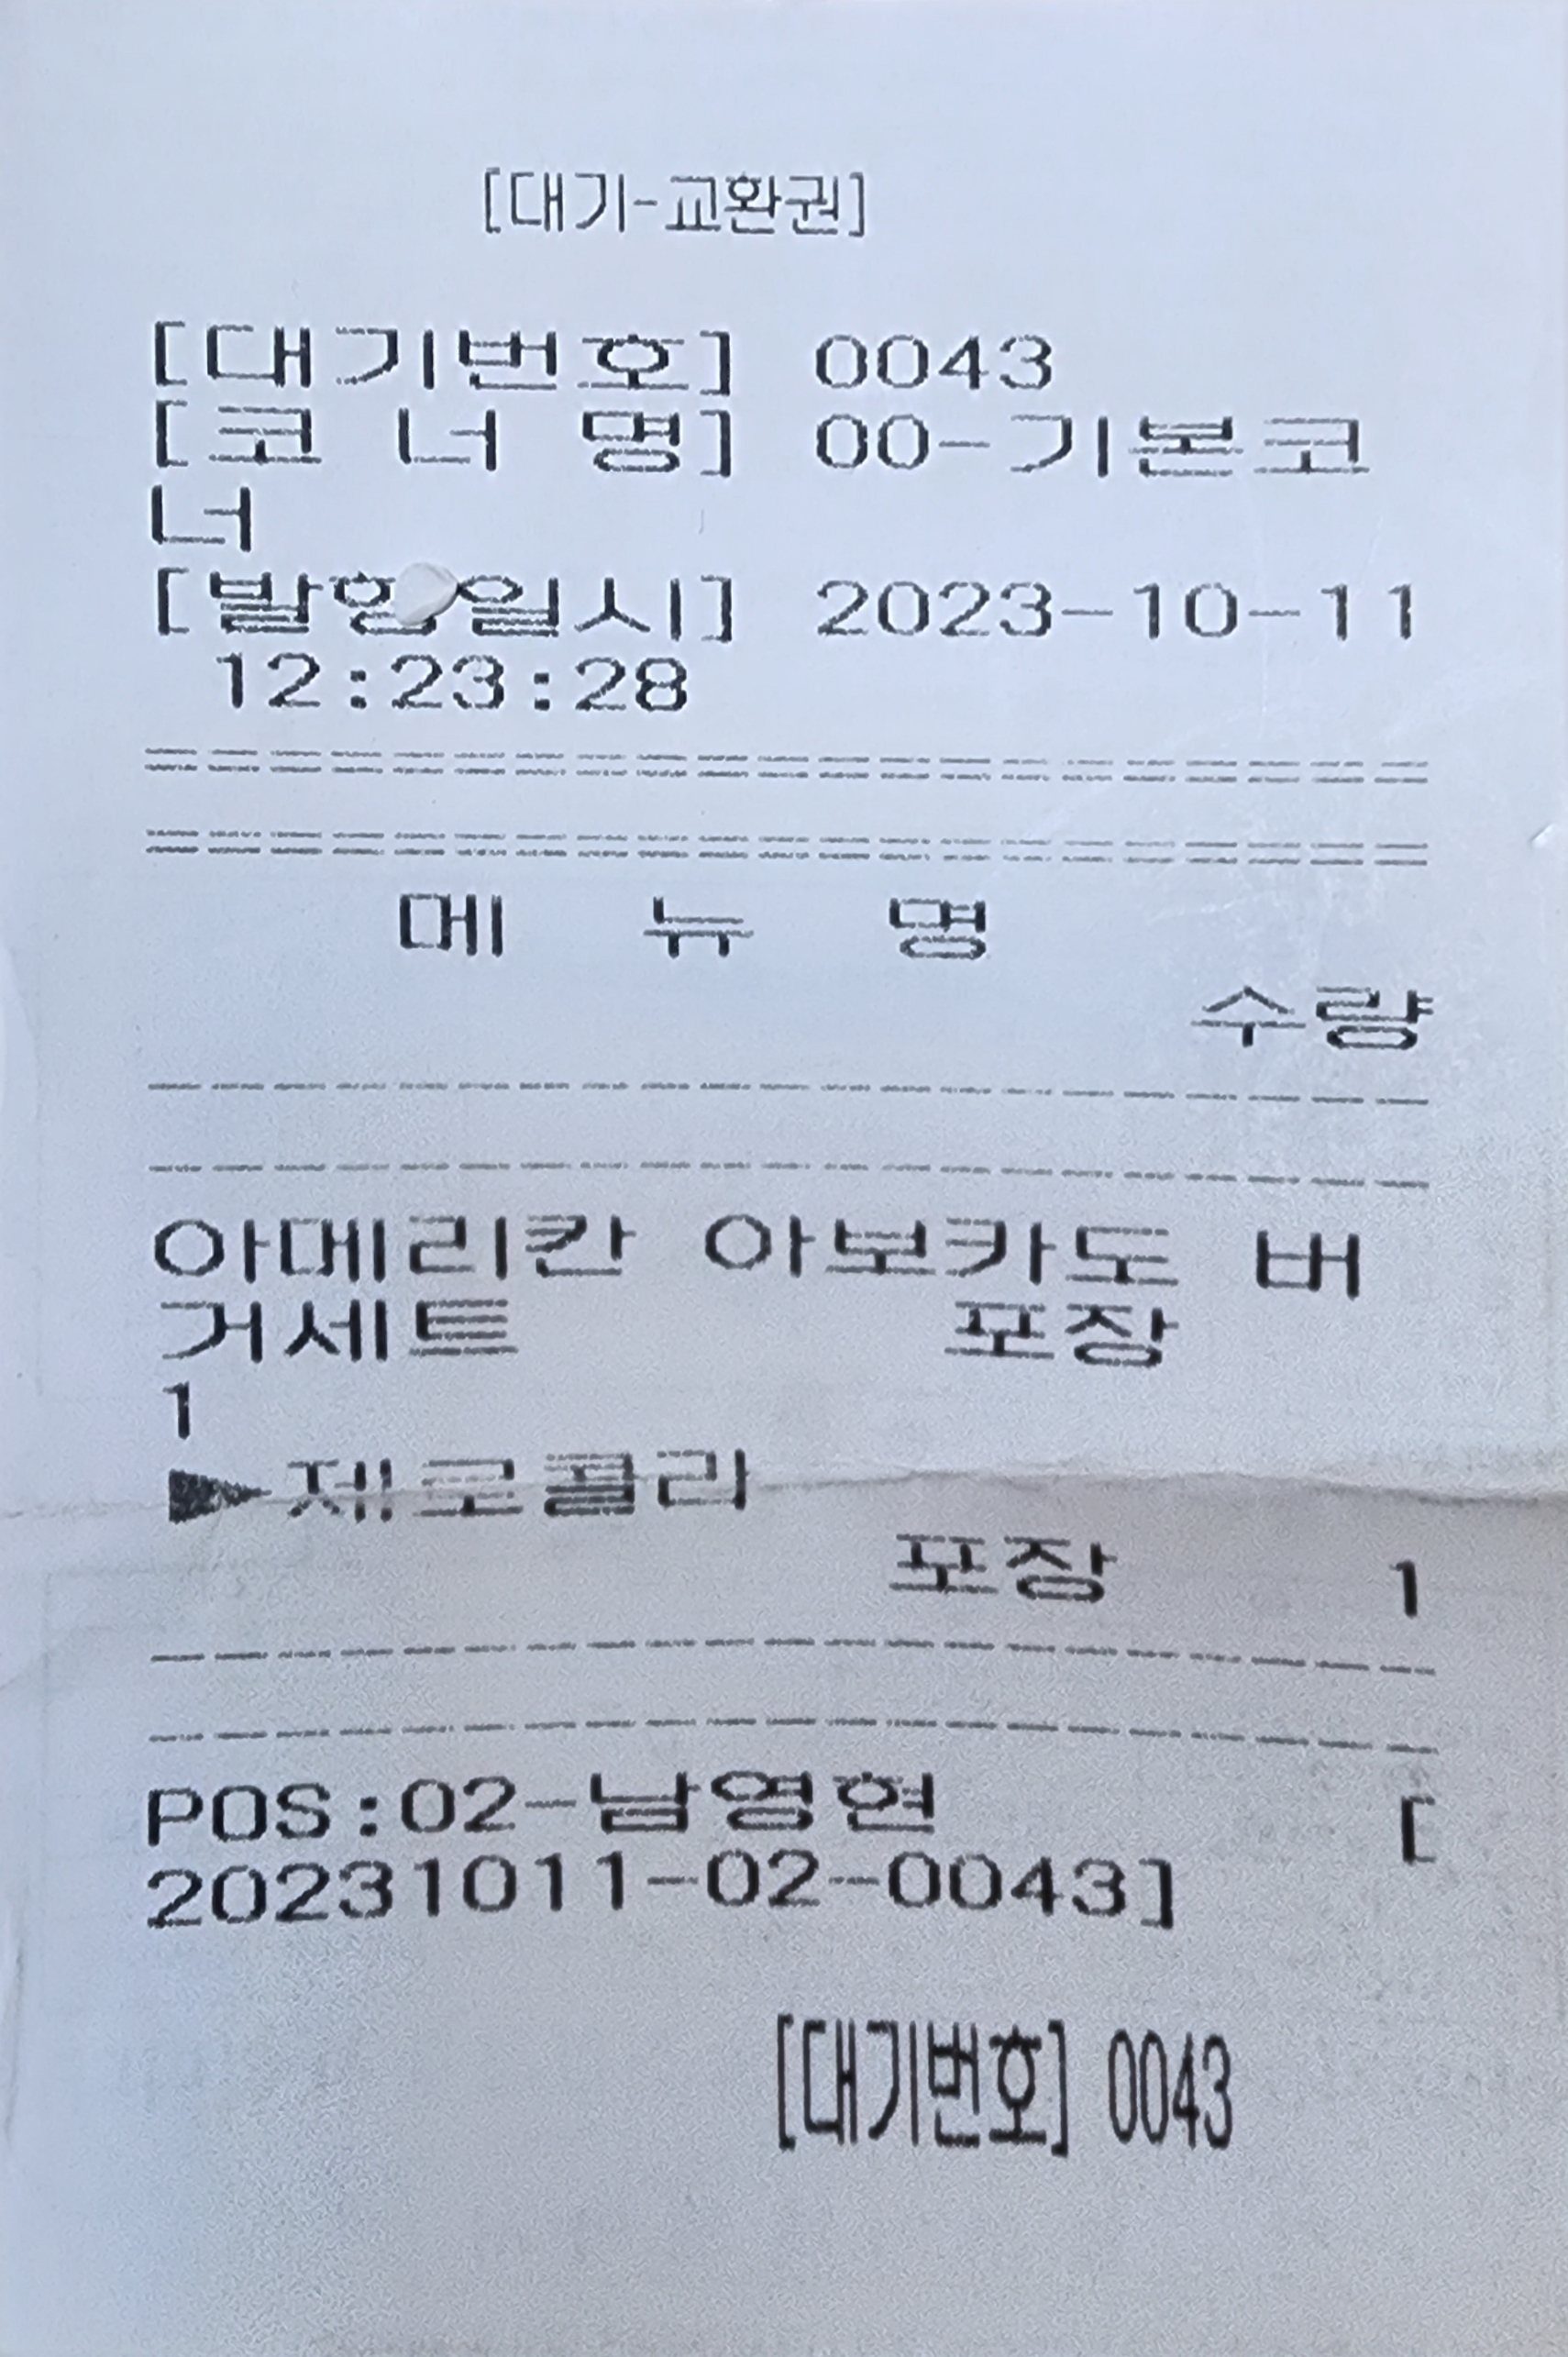 [대기-교환권]
[대기번호] 0043
[코 너 명] 00-기본코
너
[발행일시] 2023-10-11
12:23:28
메 뉴 명
수량
아메리칸 아보카도 버
거세트 포장
1
▶제로콜라
포장 1
POS:02-남영현 [
20231011-02-0043]
[대기번호] 0043